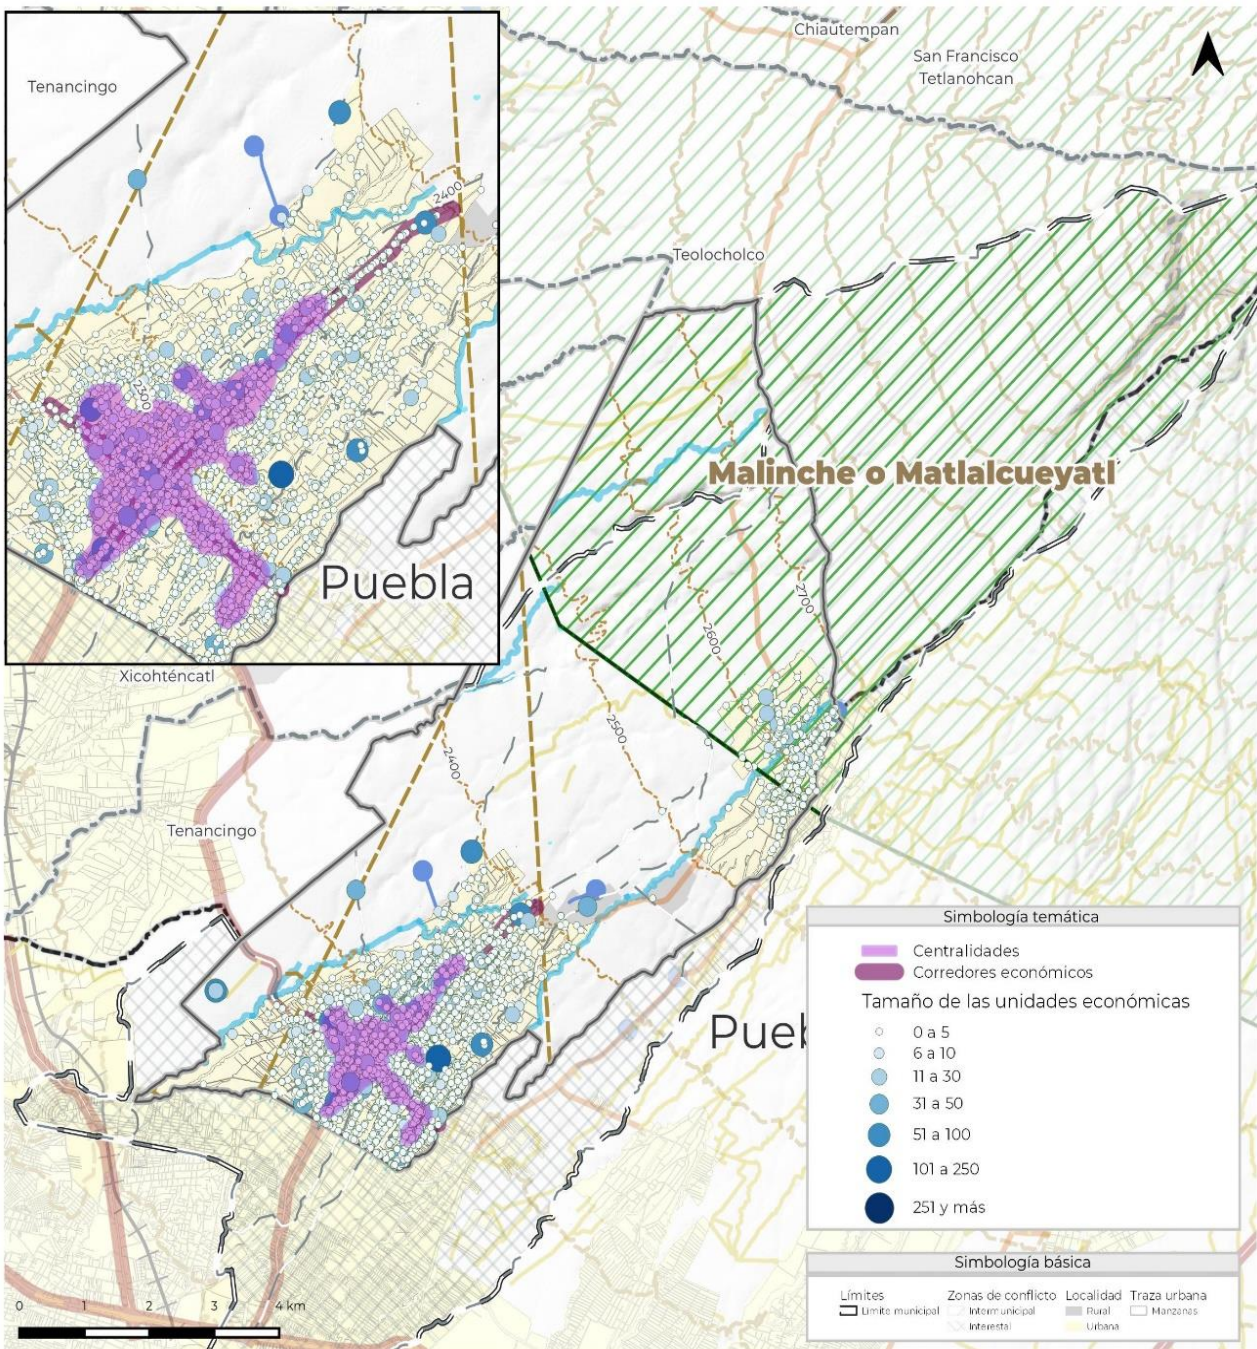 Chiautempan
San Francisco
Tetlanohcan
Tenancingo
2400
2300
Puebla
Teolocholco
Malinche o Matlalcueyatl
2700
2600
2500
2400
Xicohténcatl
Tenancingo
Puel
Simbología temática
Centralidades
Corredores económicos
Tamaño de las unidades económicas
0 a 5
6 a 10
11 a 30
31 a 50
51 a 100
101 a 250
251 y más
Simbología básica
Límites Zonas de conflicto Localidad Traza urbana
Limite municipal Intermunicipal Rural Manzanas
Interestal Urbana
0 1 2 3 4 km